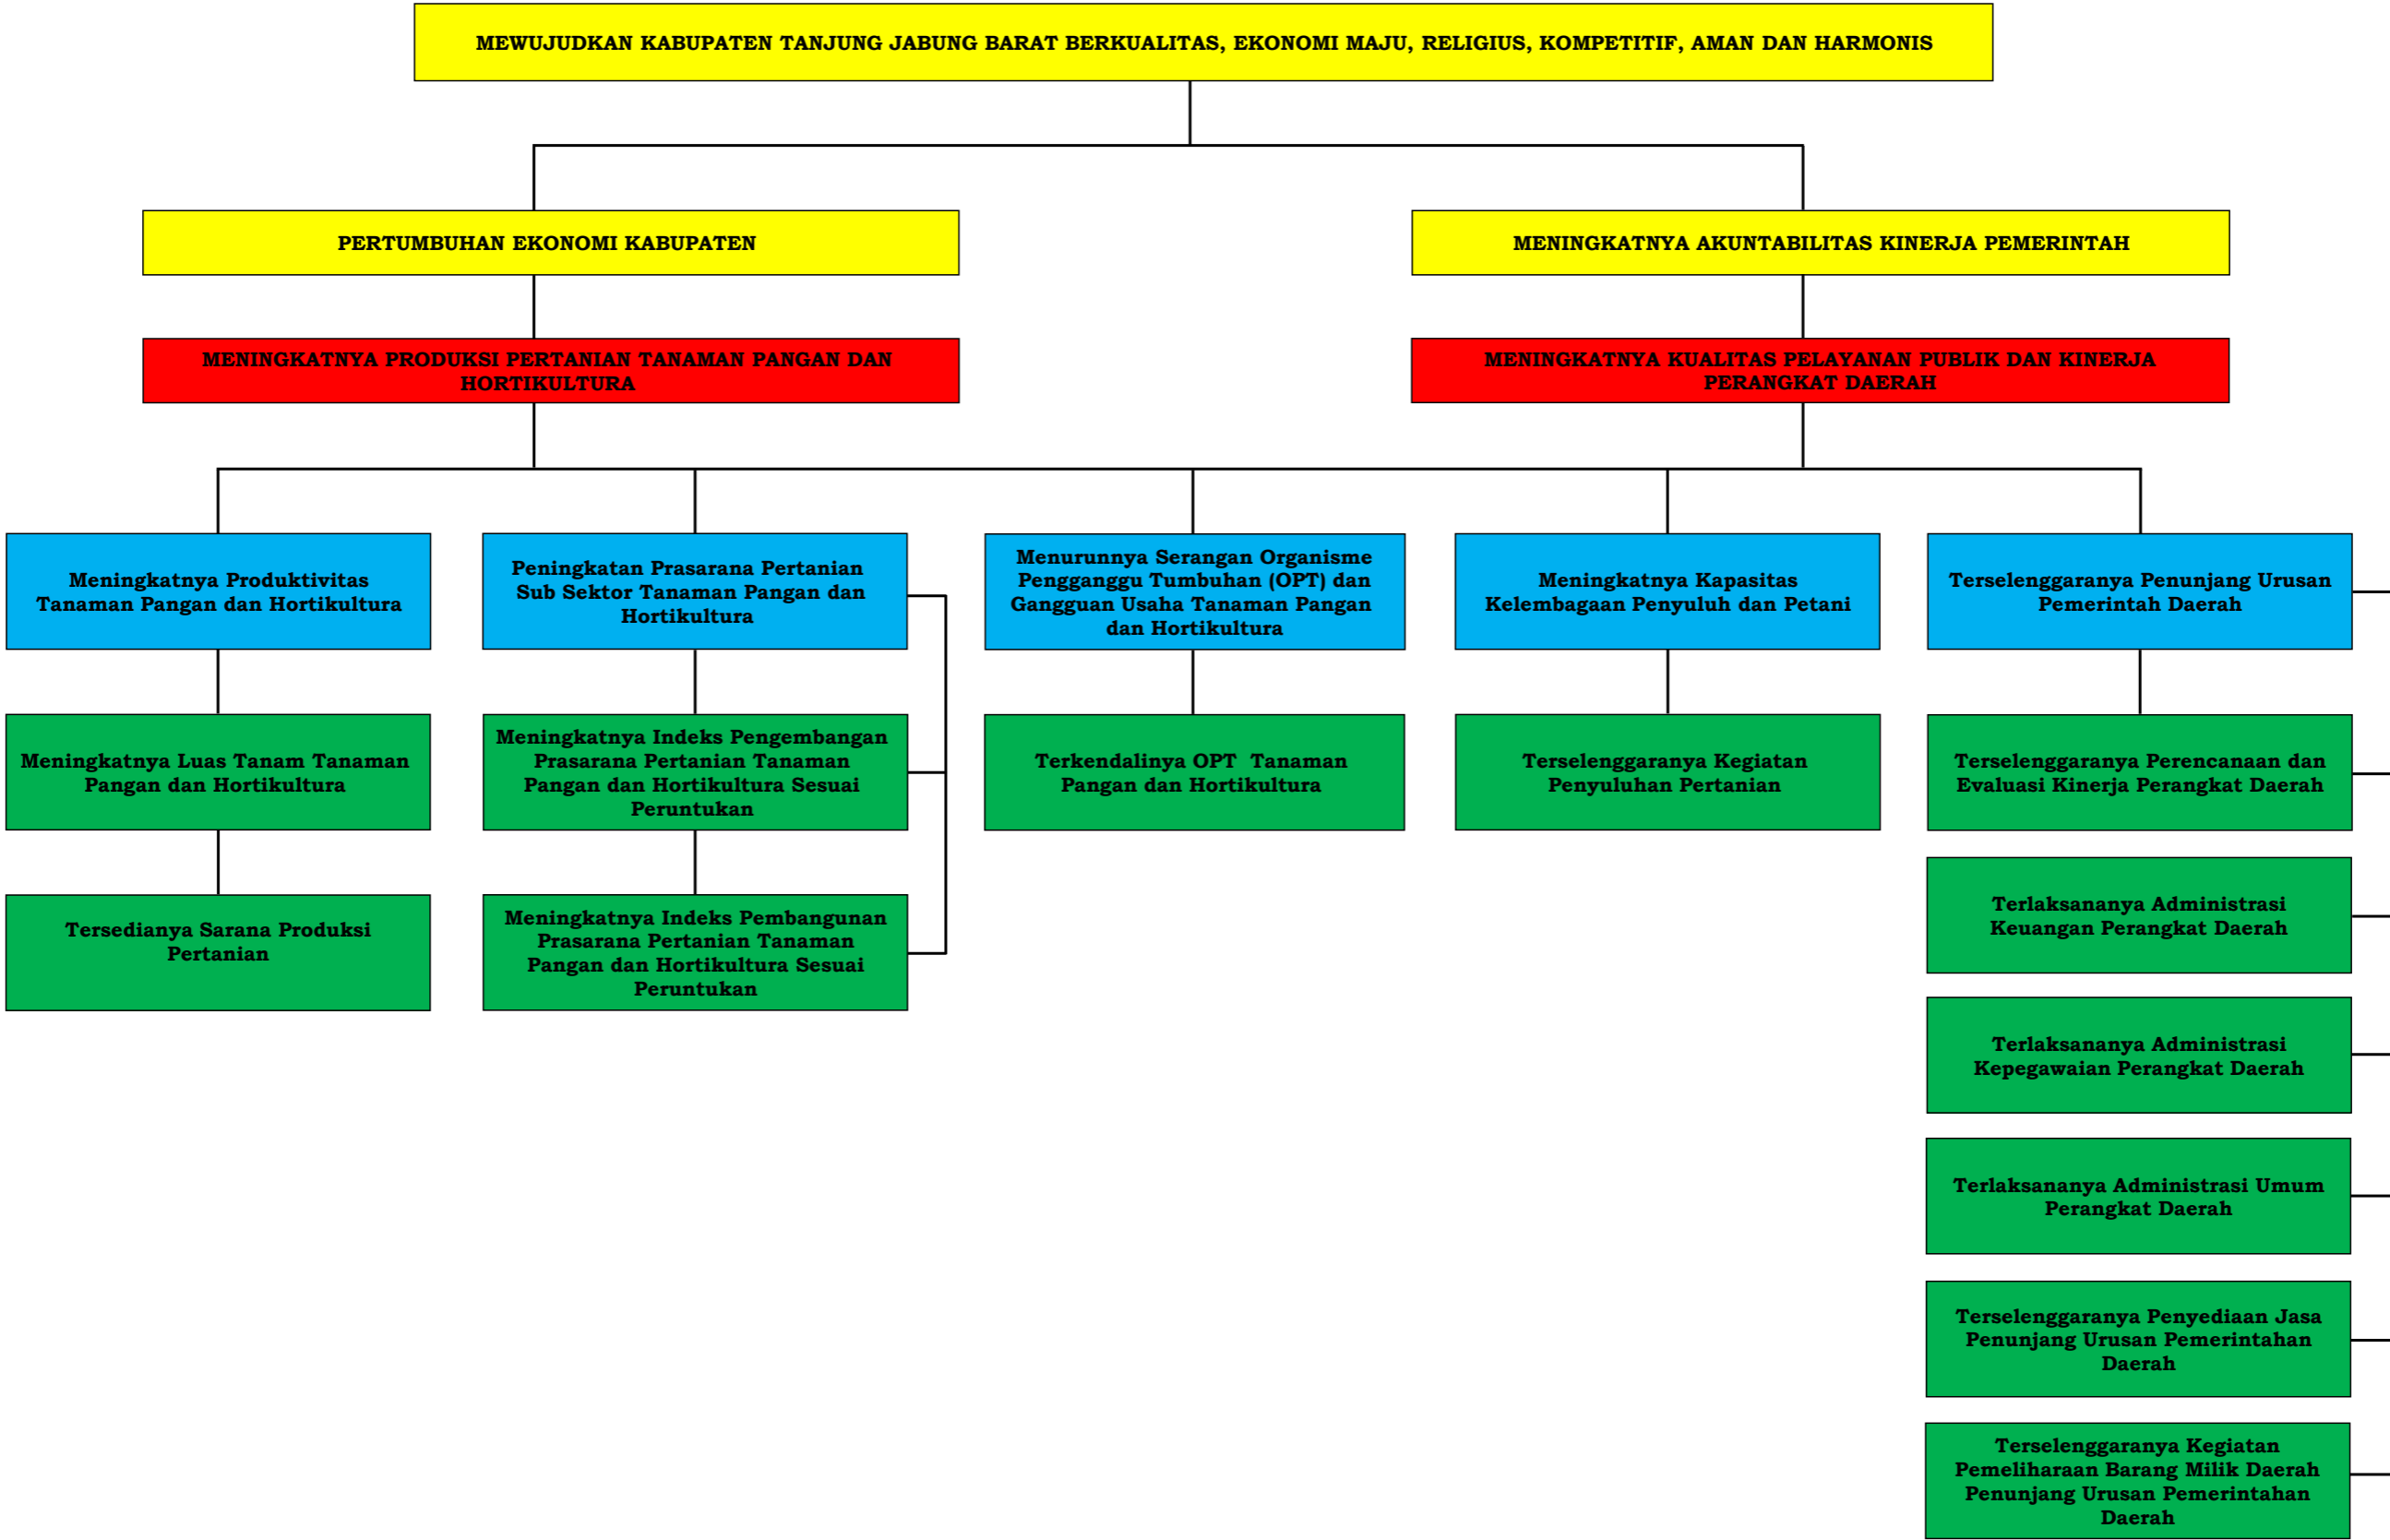 MEWUJUDKAN KABUPATEN TANJUNG JABUNG BARAT BERKUALITAS, EKONOMI MAJU, RELIGIUS, KOMPETITIF, AMAN DAN HARMONIS
PERTUMBUHAN EKONOMI KABUPATEN
MENINGKATNYA AKUNTABILITAS KINERJA PEMERINTAH
MENINGKATNYA PRODUKSI PERTANIAN TANAMAN PANGAN DAN
HORTIKULTURA
MENINGKATNYA KUALITAS PELAYANAN PUBLIK DAN KINERJA
PERANGKAT DAERAH
Meningkatnya Produktivitas
Tanaman Pangan dan Hortikultura
Peningkatan Prasarana Pertanian
Sub Sektor Tanaman Pangan dan
Hortikultura
Menurunnya Serangan Organisme
Pengganggu Tumbuhan (OPT) dan
Gangguan Usaha Tanaman Pangan
dan Hortikultura
Meningkatnya Kapasitas
Kelembagaan Penyuluh dan Petani
Terselenggaranya Penunjang Urusan
Pemerintah Daerah
Meningkatnya Luas Tanam Tanaman
Pangan dan Hortikultura
Meningkatnya Indeks Pengembangan
Prasarana Pertanian Tanaman
Pangan dan Hortikultura Sesuai
Peruntukan
Terkendalinya OPT Tanaman
Pangan dan Hortikultura
Terselenggaranya Kegiatan
Penyuluhan Pertanian
Terselenggaranya Perencanaan dan
Evaluasi Kinerja Perangkat Daerah
Tersedianya Sarana Produksi
Pertanian
Meningkatnya Indeks Pembangunan
Prasarana Pertanian Tanaman
Pangan dan Hortikultura Sesuai
Peruntukan
Terlaksananya Administrasi
Keuangan Perangkat Daerah
Terlaksananya Administrasi
Kepegawaian Perangkat Daerah
Terlaksananya Administrasi Umum
Perangkat Daerah
Terselenggaranya Penyediaan Jasa
Penunjang Urusan Pemerintahan
Daerah
Terselenggaranya Kegiatan
Pemeliharaan Barang Milik Daerah
Penunjang Urusan Pemerintahan
Daerah